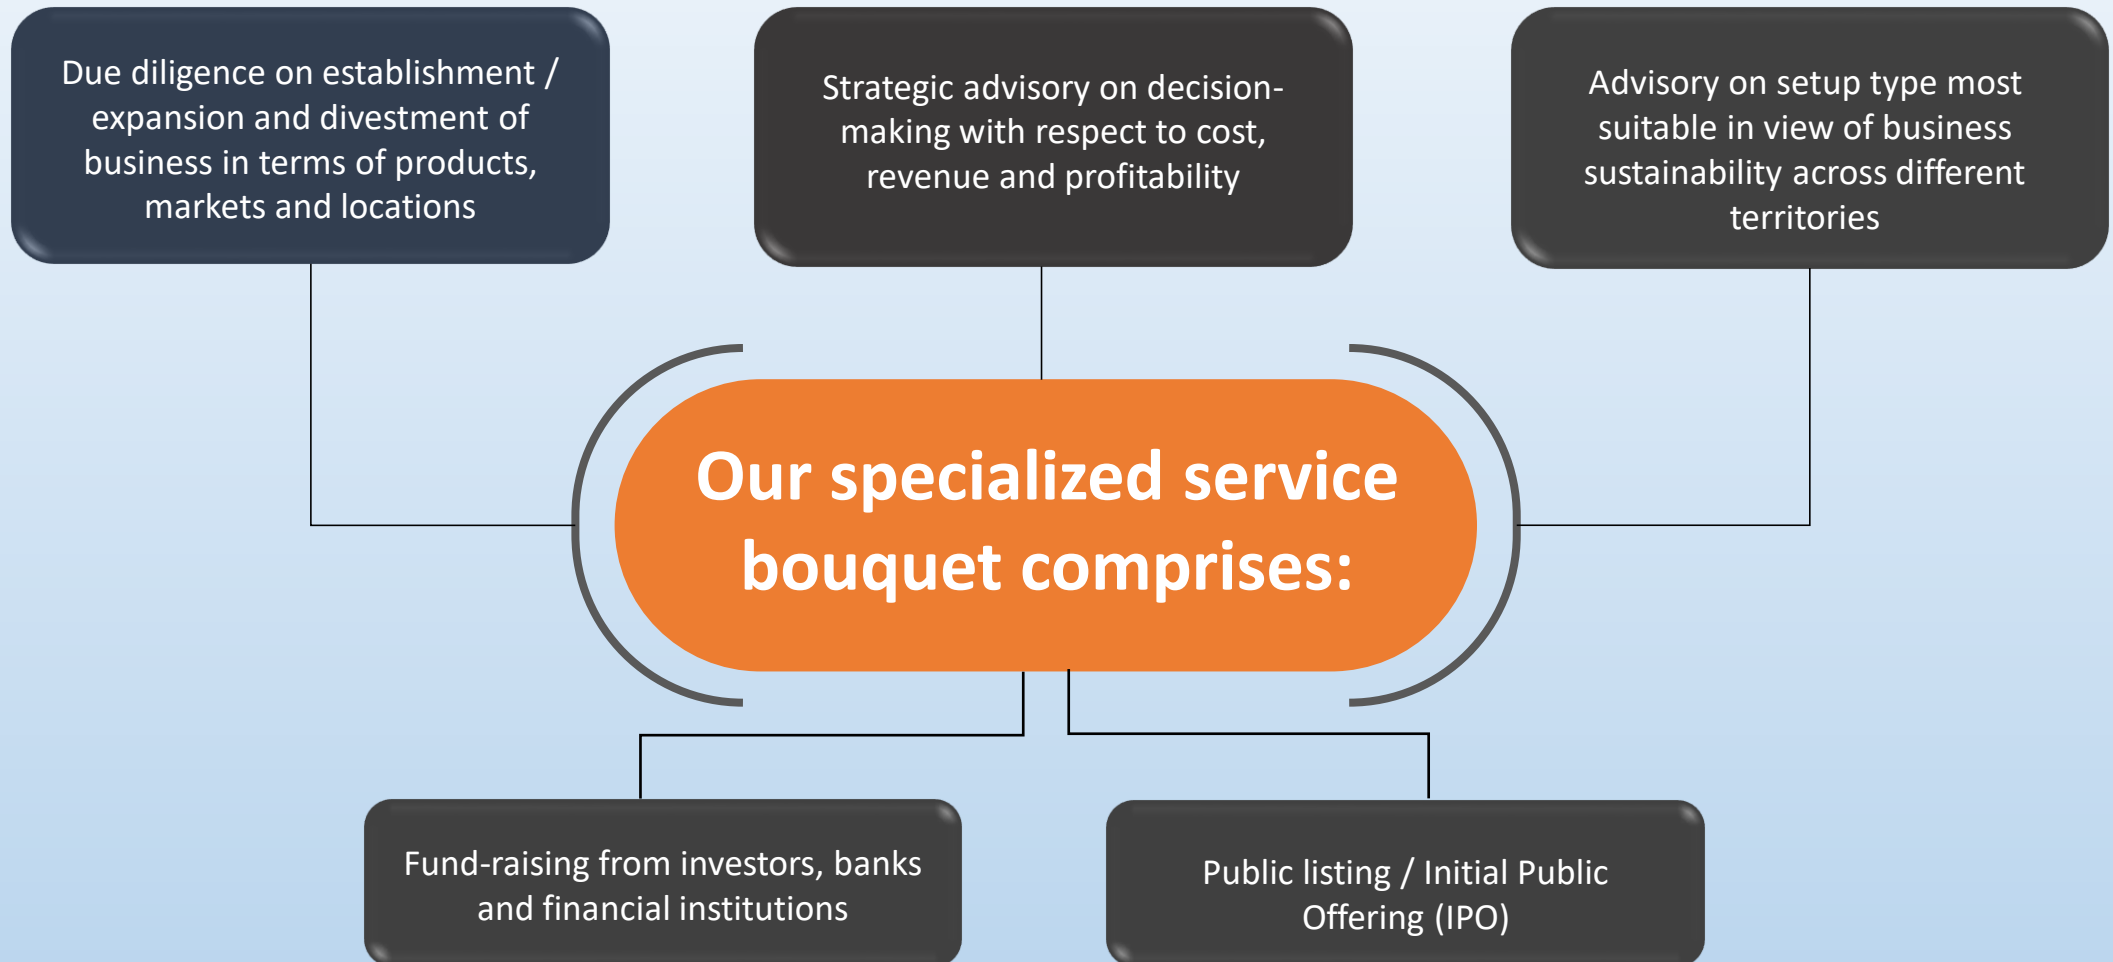 Due diligence on establishment /
expansion and divestment of
business in terms of products,
markets and locations
Strategic advisory on decision-
making with respect to cost,
revenue and profitability
Advisory on setup type most
suitable in view of business
sustainability across different
territories
Our specialized service
bouquet comprises:
Fund-raising from investors, banks
and financial institutions
Public listing / Initial Public
Offering (IPO)